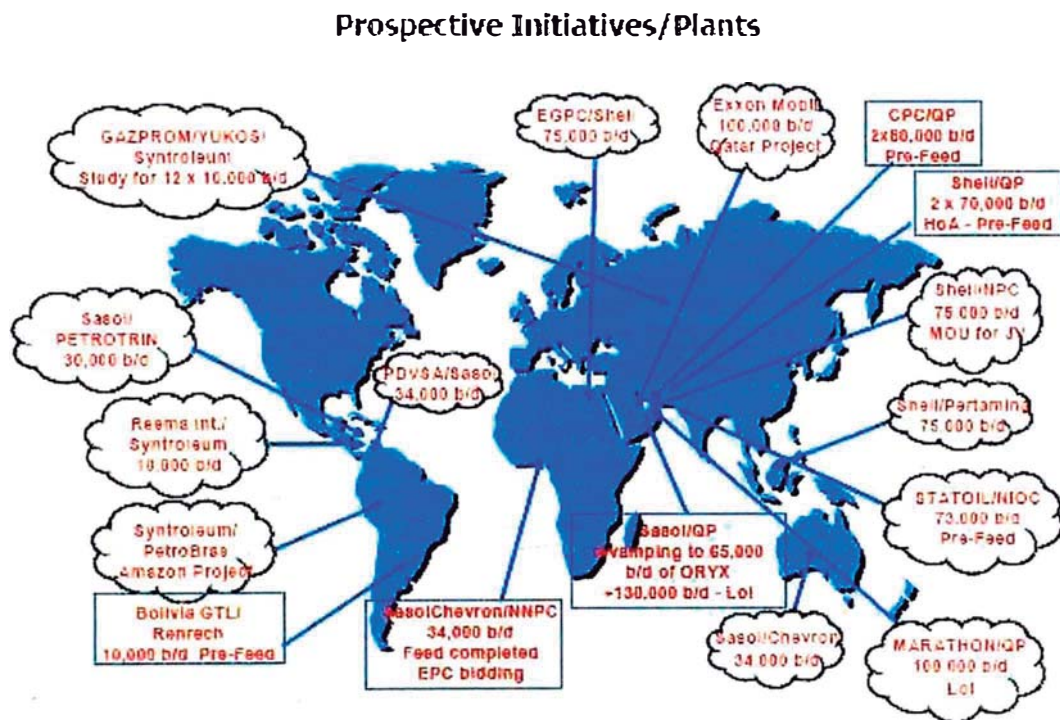 Prospective Initiatives/Plants
GAZPROM/YUKOS/
Syntroleum
Study for 12 x 10.000 b/d
EGPC/Shell
75.000 b/d
Exxon Mobil
100,000 b/d
Qatar Project
CPC/QP
2x80,000 b/d
Pre-Feed
Shell/QP
2 x 70,000 b/d
HoA - Pre-Feed
Sasol/
PETROTRIN
30,000 b/d
PDVSA/Sasol
34,000 b/d
Shell/NPC
75.000 b/d
MOU for JV
Reema Int./
Syntroleum
10,000 b/d
Shell/Pertamina
75.000 b/d
Syntroleum/
PetroBras
Amazon Project
STATOIL/NIOC
73.000 b/d
Pre-Feed
Bolivia GTLI
10,000 b/d Pre-Feed
SasolChevron/NNPC
34,000 b/d
Feed completed
EPC bidding
Sasol/QP
revamping to 65,000
b/d of ORYX
+130,000 b/d - LoI
Sasol/Chevron
34.000 b/d
MARATHON/QP
100 000 b/d
LoI